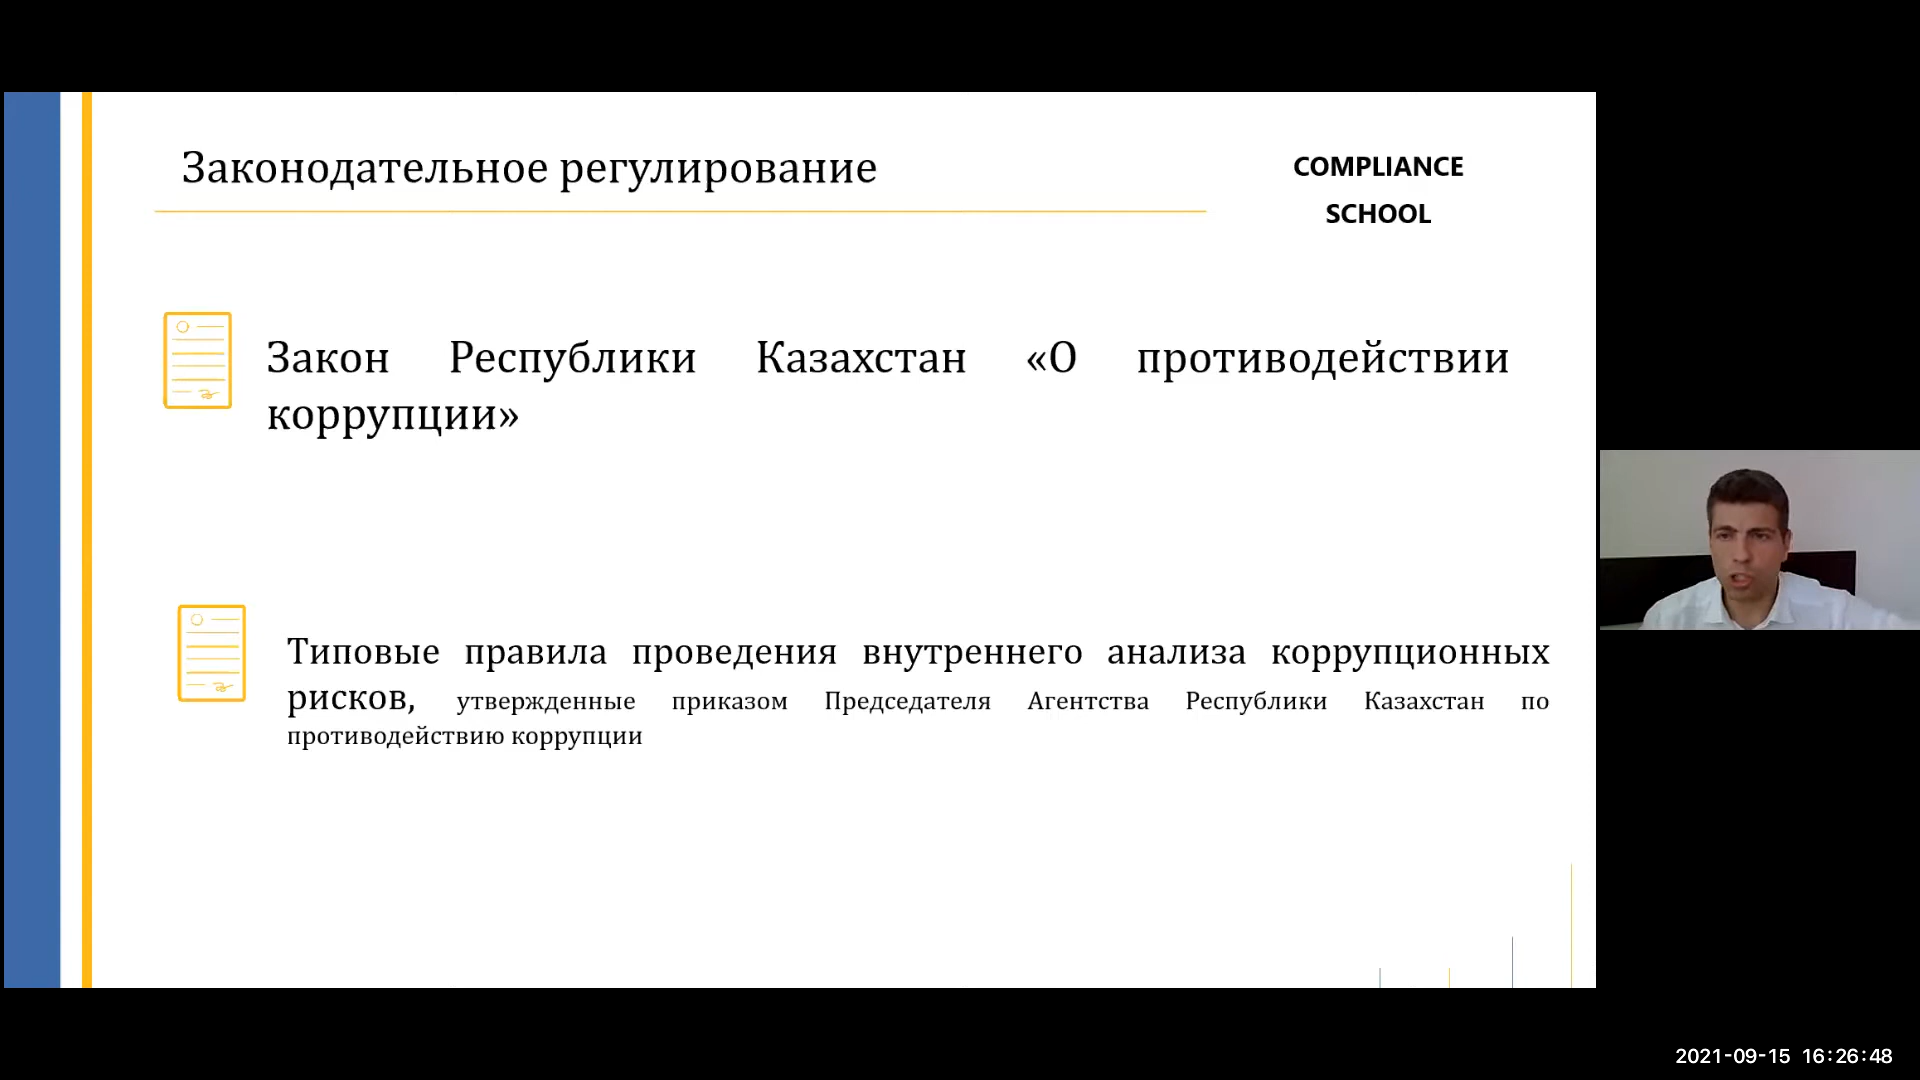 Законодательное регулирование
COMPLIANCE
SCHOOL
Закон Республики Казахстан «О противодействии
коррупции»
Типовые правила проведения внутреннего анализа коррупционных
рисков, утвержденные приказом Председателя Агентства Республики Казахстан по
противодействию коррупции
2021-09-15 16:26:48